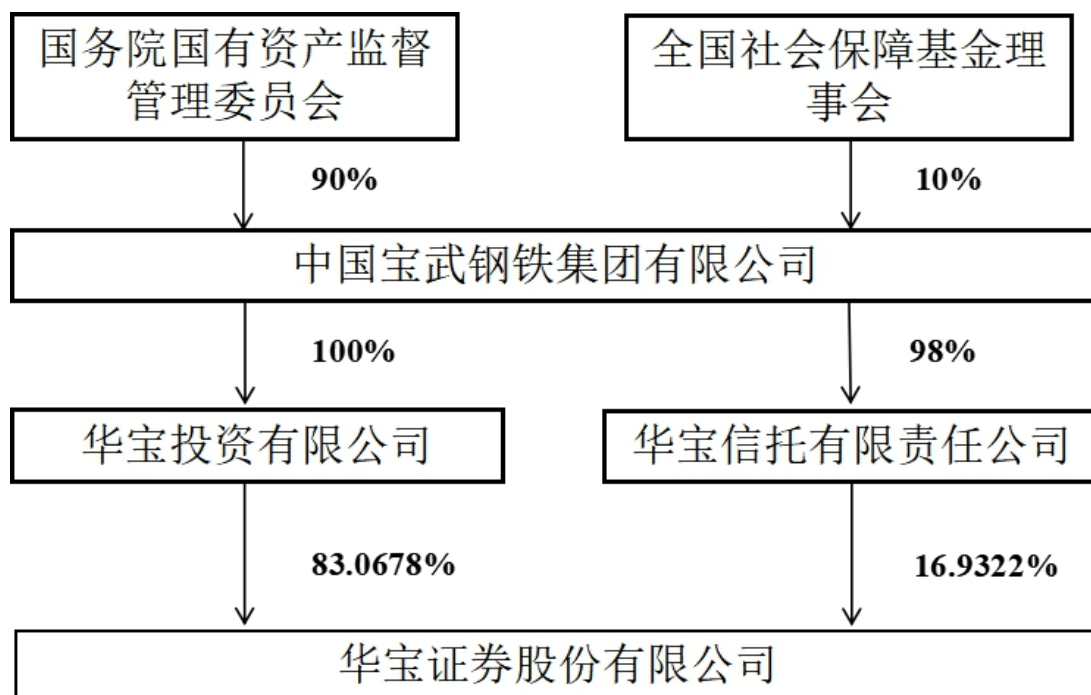 国务院国有资产监督
管理委员会
全国社会保障基金理
事会
90%
10%
中国宝武钢铁集团有限公司
100%
98%
华宝投资有限公司
华宝信托有限责任公司
83.0678%
16.9322%
华宝证券股份有限公司